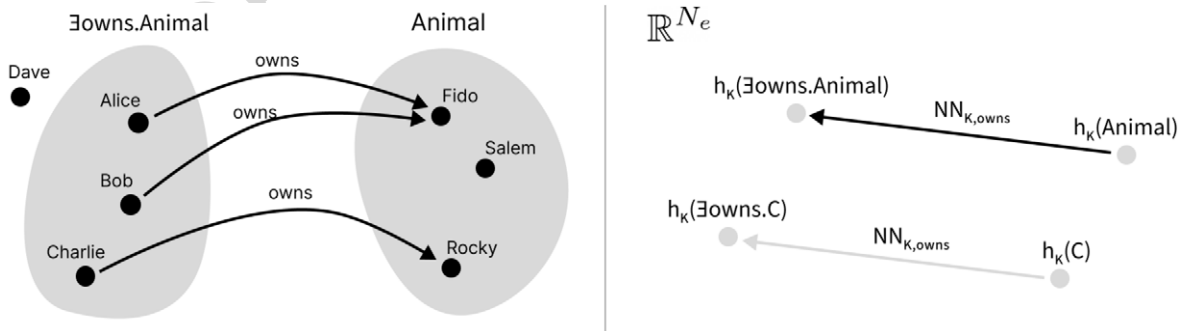 ∃owns.Animal
Animal
Dave
Alice
Bob
Charlie
owns
owns
owns
Fido
Salem
Rocky
ℝ^{N_e}
h_K(∃owns.Animal)
NN_{K,owns}
h_K(Animal)
h_K(∃owns.C)
NN_{K,owns}
h_K(C)